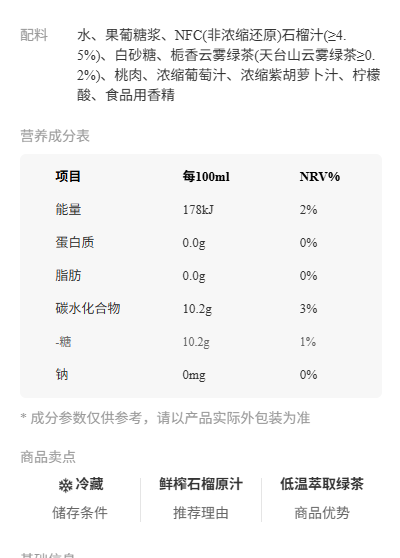 配料 水、果葡糖浆、NFC(非浓缩还原)石榴汁(≥4.
5%)、白砂糖、栀香云雾绿茶(天台山云雾绿茶≥0.
2%)、桃肉、浓缩葡萄汁、浓缩紫胡萝卜汁、柠檬
酸、食品用香精
营养成分表
项目 每100ml NRV%
能量 178kJ 2%
蛋白质 0.0g 0%
脂肪 0.0g 0%
碳水化合物 10.2g 3%
-糖 10.2g 1%
钠 0mg 0%
* 成分参数仅供参考，请以产品实际外包装为准
商品卖点
冷藏 鲜榨石榴原汁 低温萃取绿茶
储存条件 推荐理由 商品优势